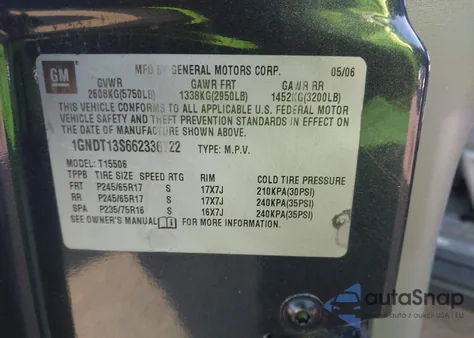 GM
MFD BY GENERAL MOTORS CORP. 05/06
GVWR GAWR FRT GAWR RR
2608KG(5750LB) 1338KG(2950LB) 1452KG(3200LB)
THIS VEHICLE CONFORMS TO ALL APPLICABLE U.S. FEDERAL MOTOR
VEHICLE SAFETY AND THEFT PREVENTION STANDARDS IN EFFECT ON
THE DATE OF MANUFACTURE SHOWN ABOVE.
TYPE: M.P.V.
MODEL: T15506
TPPB TIRE SIZE SPEED RTG RIM COLD TIRE PRESSURE
FRT P245/65R17 S 17X7J 210KPA(30PSI)
RR P245/65R17 S 17X7J 240KPA(35PSI)
SPA P235/75R16 S 16X7J 240KPA(35PSI)
SEE OWNER'S MANUAL FOR MORE INFORMATION.
autoSnap